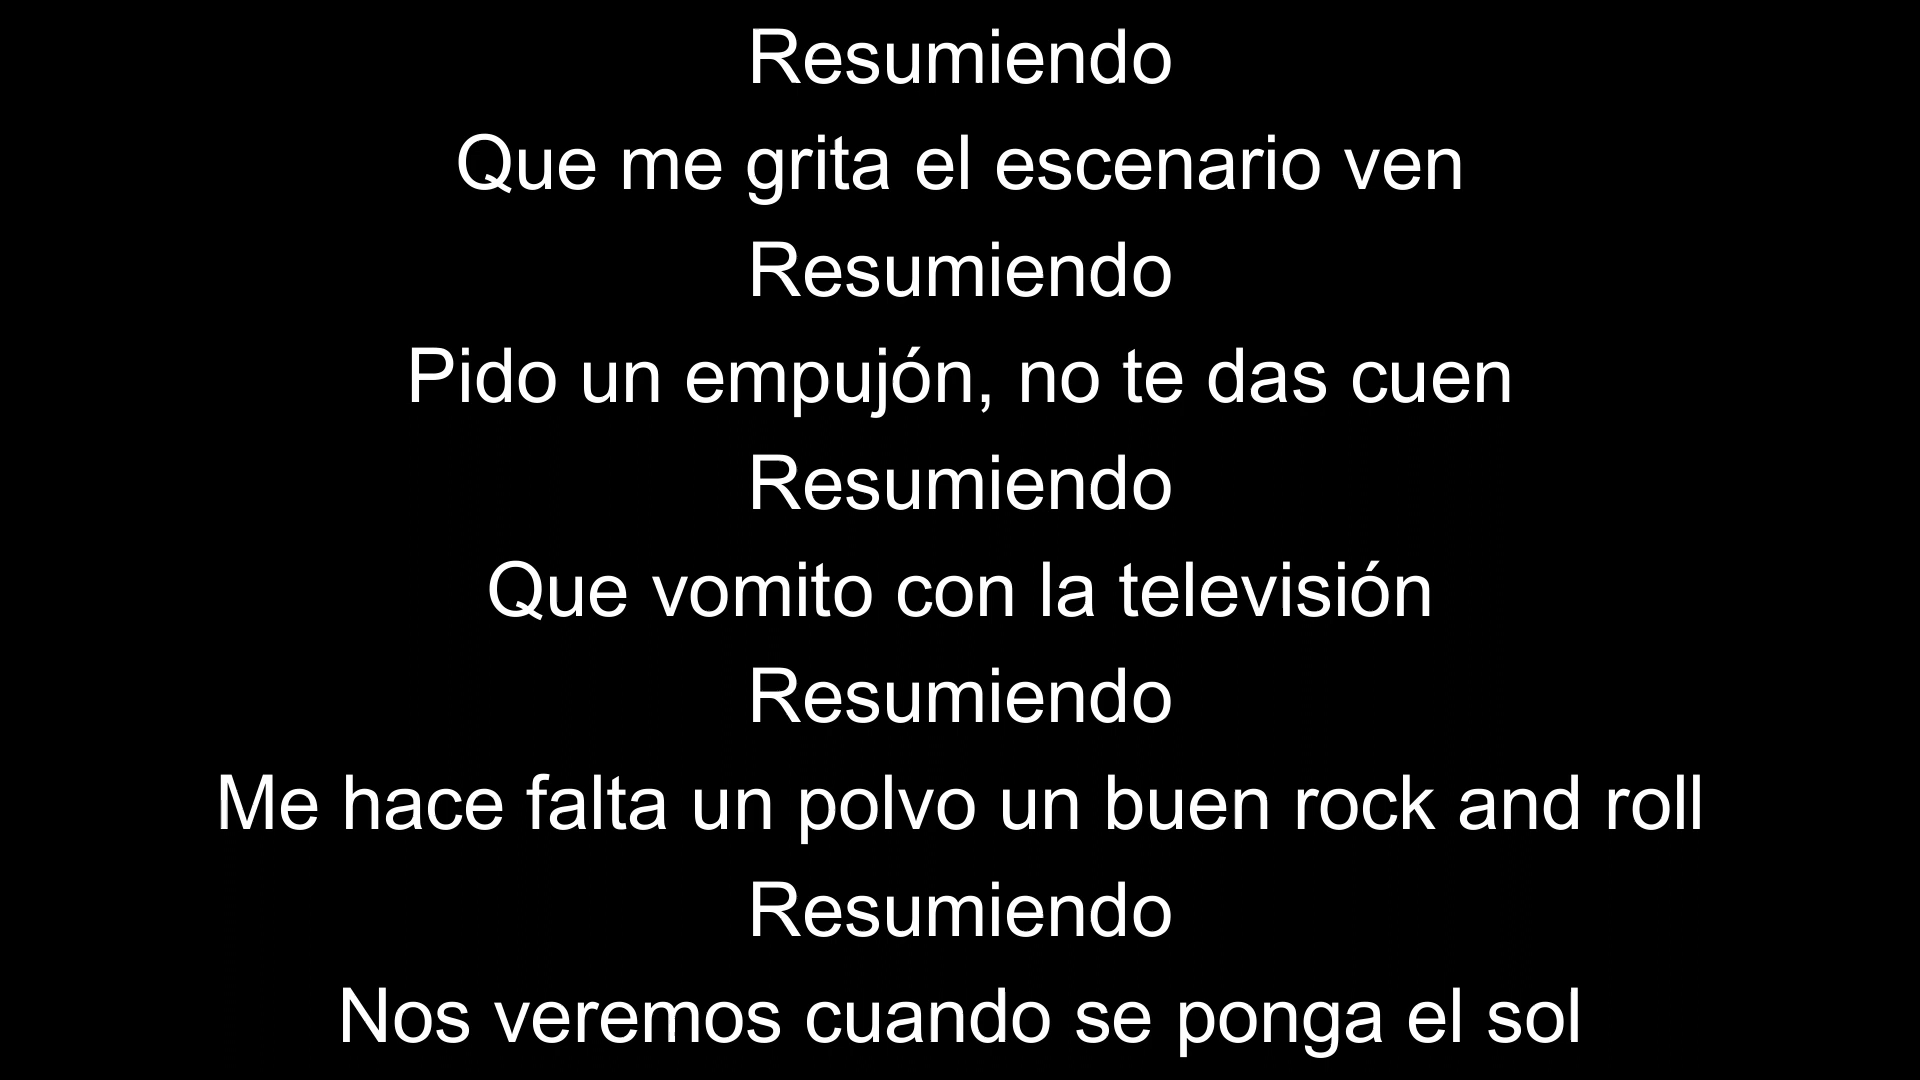 Resumiendo
Que me grita el escenario ven
Resumiendo
Pido un empujón, no te das cuen
Resumiendo
Que vomito con la televisión
Resumiendo
Me hace falta un polvo un buen rock and roll
Resumiendo
Nos veremos cuando se ponga el sol